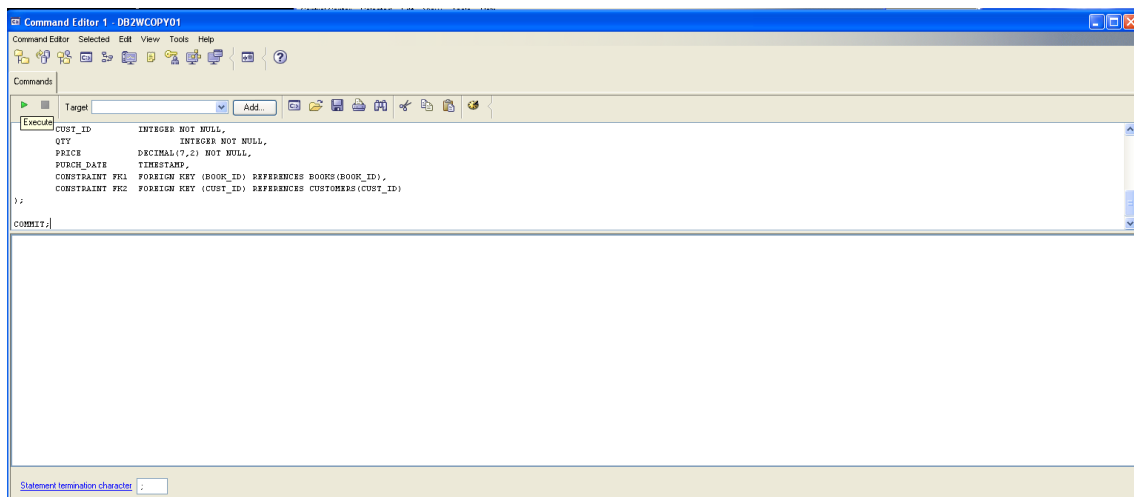 Command Editor 1 - DB2WCOPY01
Command Editor Selected Edit View Tools Help
Commands
Target Add...
Execute
CUST_ID INTEGER NOT NULL,
QTY INTEGER NOT NULL,
PRICE DECIMAL(7,2) NOT NULL,
PURCH_DATE TIMESTAMP,
CONSTRAINT FK1 FOREIGN KEY (BOOK_ID) REFERENCES BOOKS(BOOK_ID),
CONSTRAINT FK2 FOREIGN KEY (CUST_ID) REFERENCES CUSTOMERS(CUST_ID)
);
COMMIT;
Statement termination character ;